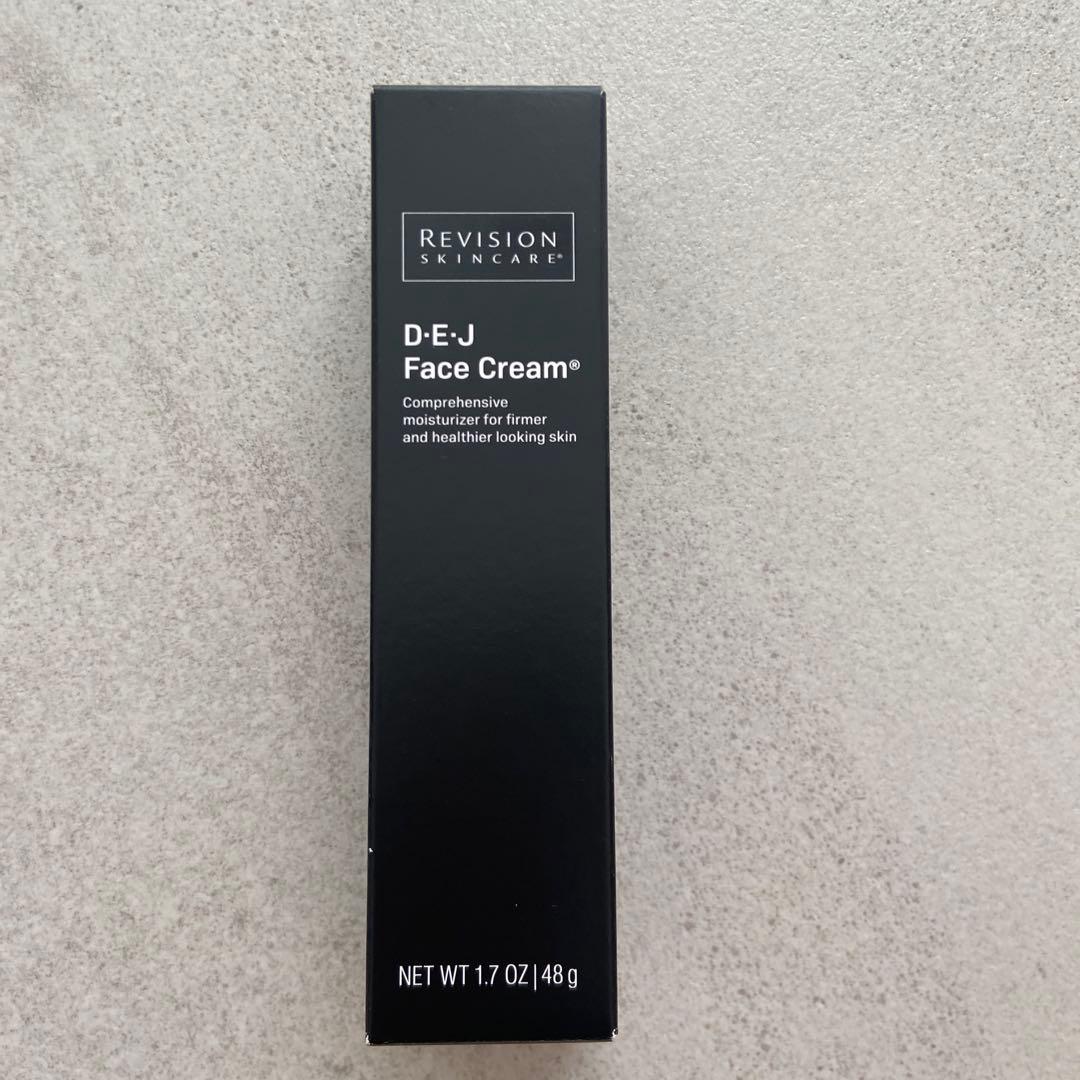 REVISION
SKINCARE®
D·E·J
Face Cream®
Comprehensive
moisturizer for firmer
and healthier looking skin
NET WT 1.7 OZ|48 g